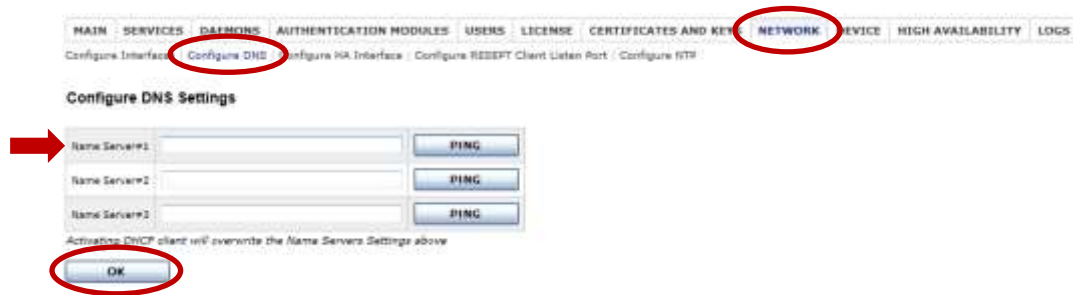 MAIN SERVICES DAEMONS AUTHENTICATION MODULES USERS LICENSE CERTIFICATES AND KEYS NETWORK DEVICE HIGH AVAILABILITY LOGS
Configure Interface Configure DNS Configure HA Interface Configure Client Listen Port Configure NTP
Configure DNS Settings
Name Server#1 PING
Name Server#2 PING
Name Server#3 PING
Activating DHCP client will overwrite the Name Servers Settings above
OK